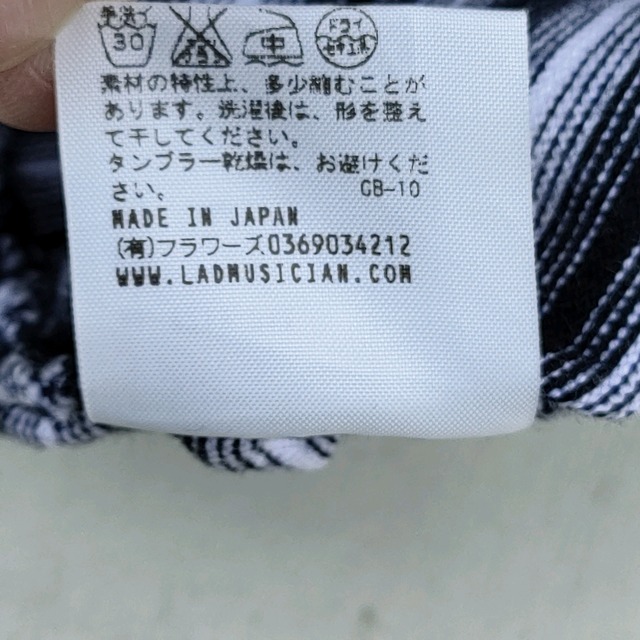 30 中 ドライ
素材の特性上、多少縮むことが
あります。洗濯後は、形を整え
て干してください。
タンブラー乾燥は、お避けくだ
さい。 GB-10
MADE IN JAPAN
(有)フラワーズ0369034212
WWW.LADMUSICIAN.COM